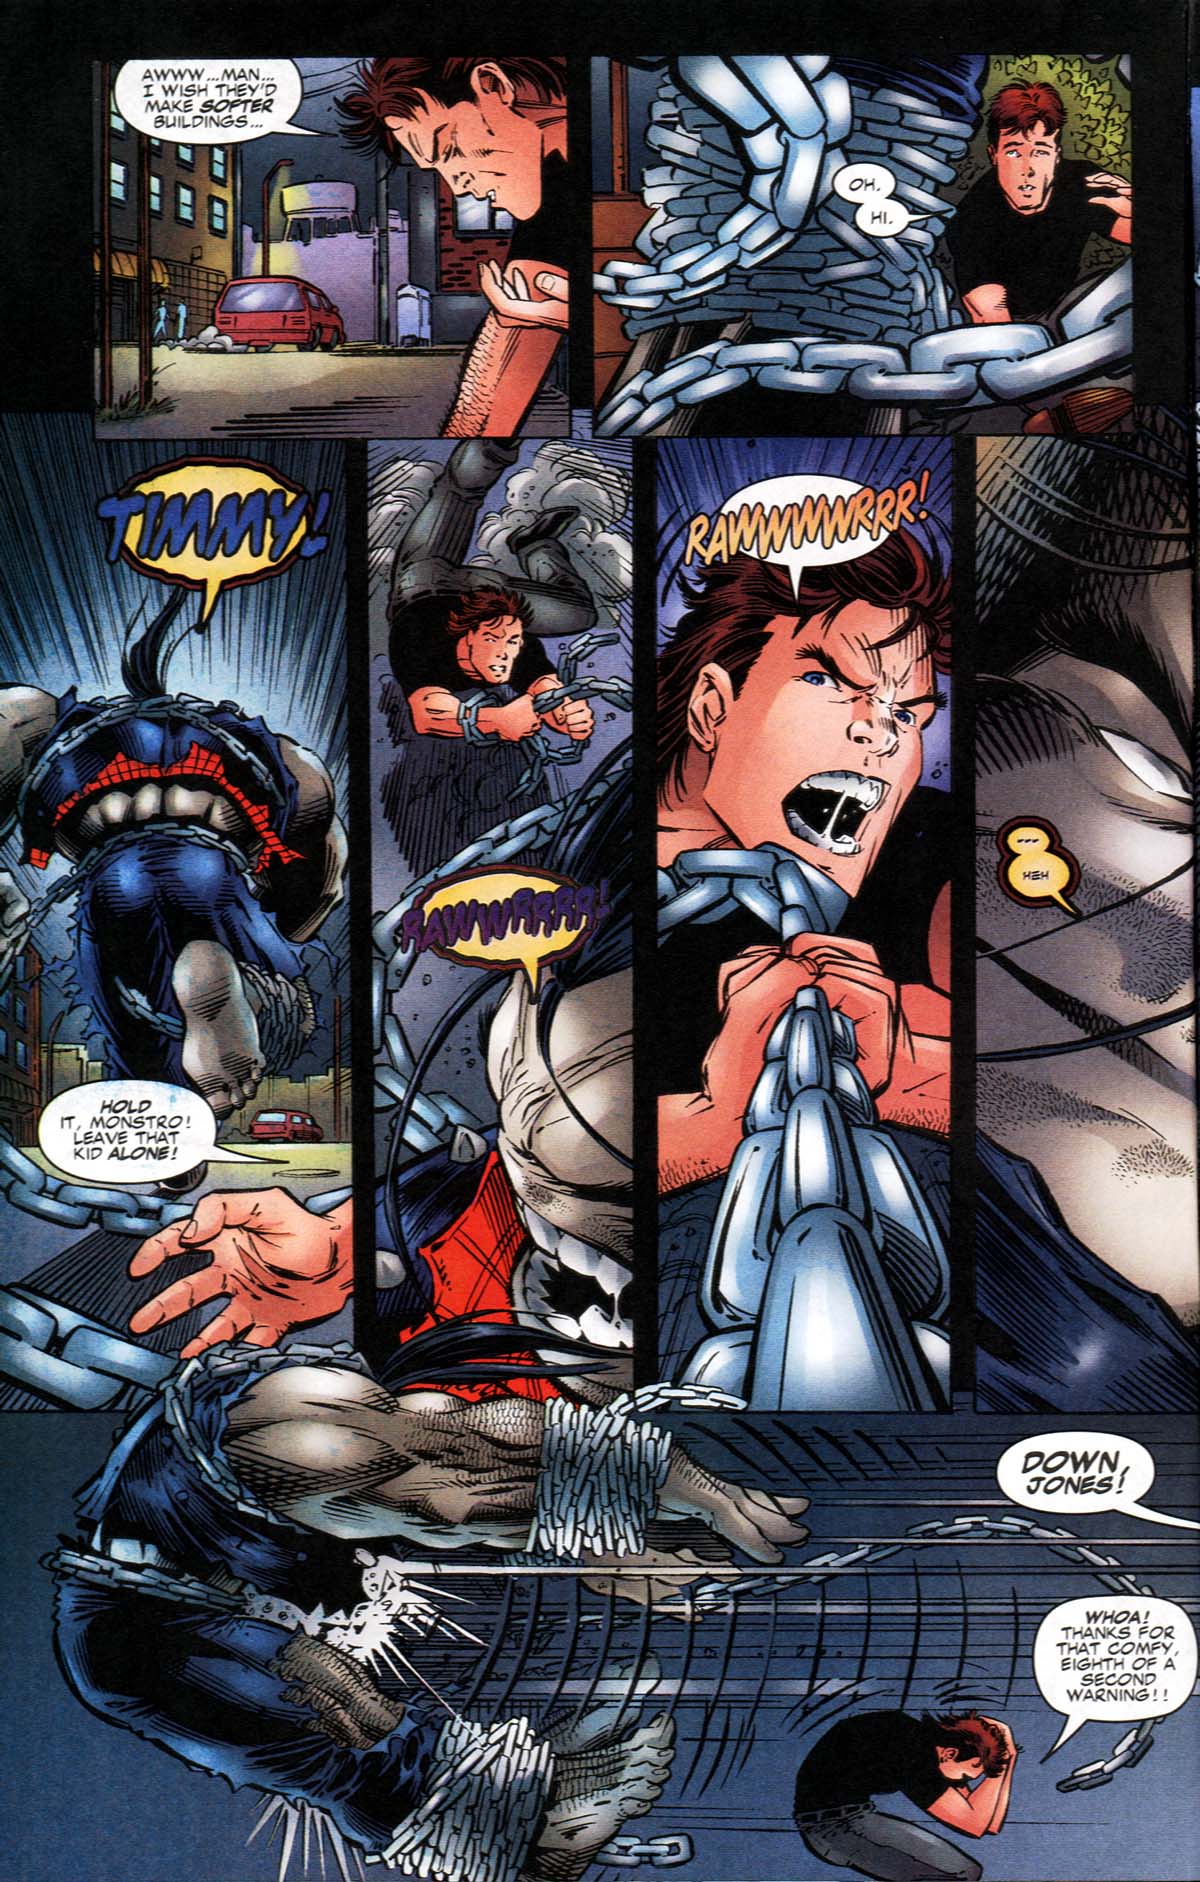 AWWW...MAN...
I WISH THEY'D
MAKE SOFTER
BUILDINGS...
OH.
HI.
TIMMY!
HOLD
IT, MONSTRO!
LEAVE THAT
KID ALONE!
RAWWRRRR!
RAWWWWRRR!
---
HEH
DOWN,
JONES!
WHOA!
THANKS FOR
THAT COMFY,
EIGHTH OF A
SECOND
WARNING!!